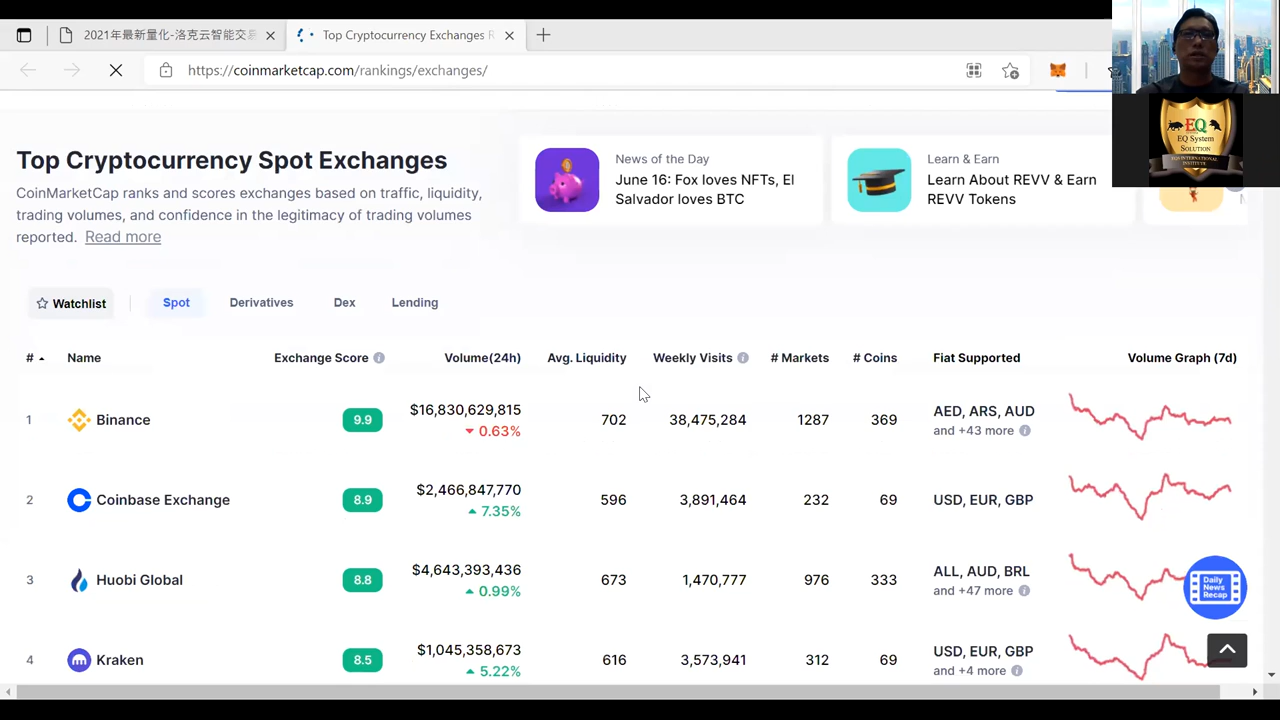 2021年最新量化-洛克云智能交易
Top Cryptocurrency Exchanges R
https://coinmarketcap.com/rankings/exchanges/
EQ
EQ System
Solution
EQS INTERNATIONAL
INSTITUTE
Top Cryptocurrency Spot Exchanges
CoinMarketCap ranks and scores exchanges based on traffic, liquidity,
trading volumes, and confidence in the legitimacy of trading volumes
reported. Read more
News of the Day
June 16: Fox loves NFTs, El
Salvador loves BTC
Learn & Earn
Learn About REVV & Earn
REVV Tokens
Watchlist Spot Derivatives Dex Lending
# Name Exchange Score Volume(24h) Avg. Liquidity Weekly Visits # Markets # Coins Fiat Supported Volume Graph (7d)
1 Binance 9.9 $16,830,629,815 702 38,475,284 1287 369 AED, ARS, AUD
0.63% and +43 more
2 Coinbase Exchange 8.9 $2,466,847,770 596 3,891,464 232 69 USD, EUR, GBP
7.35%
3 Huobi Global 8.8 $4,643,393,436 673 1,470,777 976 333 ALL, AUD, BRL
0.99% and +47 more
Daily
News
Recap
4 Kraken 8.5 $1,045,358,673 616 3,573,941 312 69 USD, EUR, GBP
5.22% and +4 more